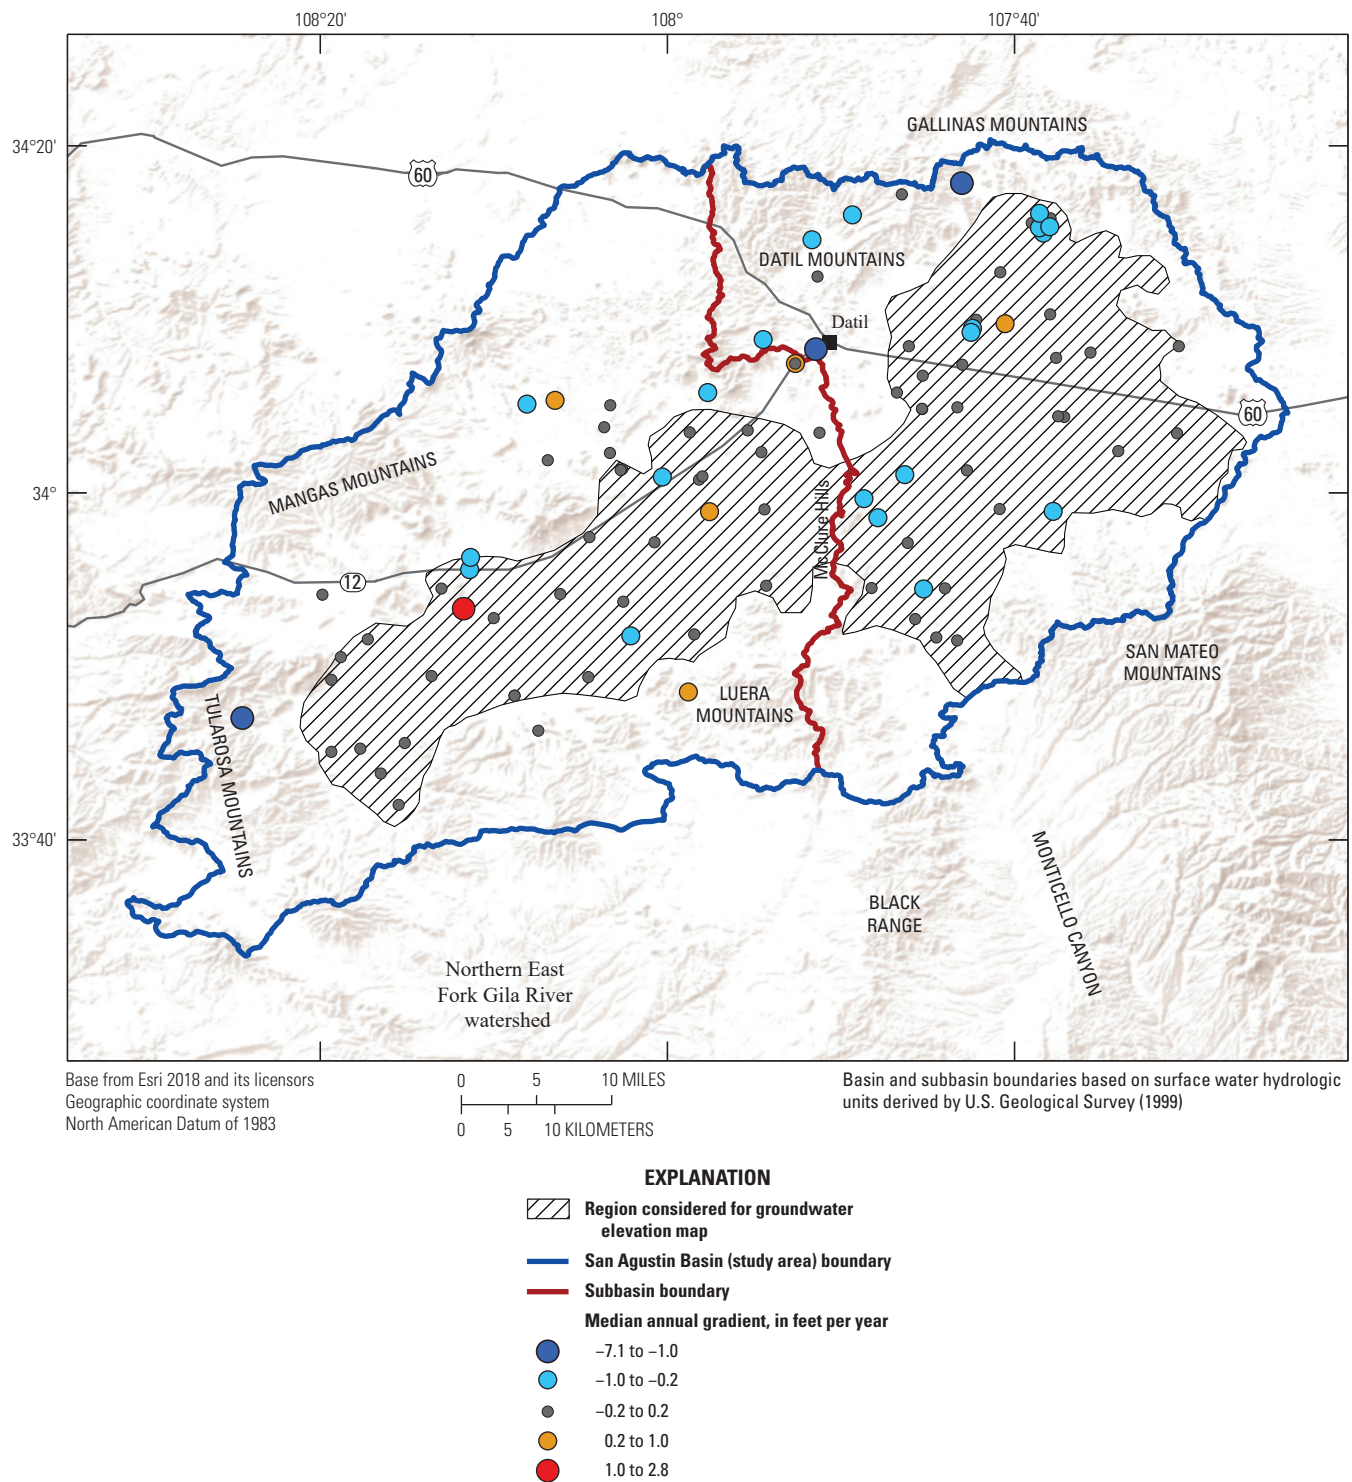 108°20'
108°
107°40'
34°20'
GALLINAS MOUNTAINS
60
DATIL MOUNTAINS
Datil
60
MANGAS MOUNTAINS
34°
McClure Hills
12
SAN MATEO
MOUNTAINS
LUERA
MOUNTAINS
TULAROSA MOUNTAINS
33°40'
MONTICELLO CANYON
BLACK
RANGE
Northern East
Fork Gila River
watershed
Base from Esri 2018 and its licensors
Geographic coordinate system
North American Datum of 1983
0 5 10 MILES
0 5 10 KILOMETERS
Basin and subbasin boundaries based on surface water hydrologic
units derived by U.S. Geological Survey (1999)
EXPLANATION
Region considered for groundwater
elevation map
San Agustin Basin (study area) boundary
Subbasin boundary
Median annual gradient, in feet per year
−7.1 to −1.0
−1.0 to −0.2
−0.2 to 0.2
0.2 to 1.0
1.0 to 2.8